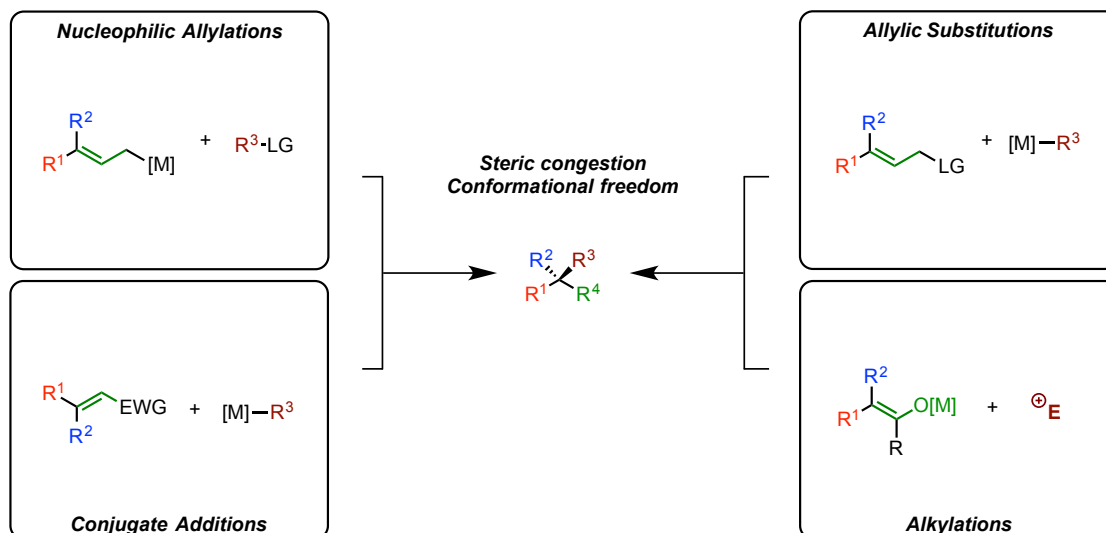 Nucleophilic Allylations
R²
R¹
[M]
+
R³-LG
Steric congestion
Conformational freedom
R²
R³
R¹
R⁴
Allylic Substitutions
R²
R¹
LG
+
[M]—R³
R¹
R²
EWG
+
[M]—R³
Conjugate Additions
R²
R¹
O[M]
R
+
⊕E
Alkylations